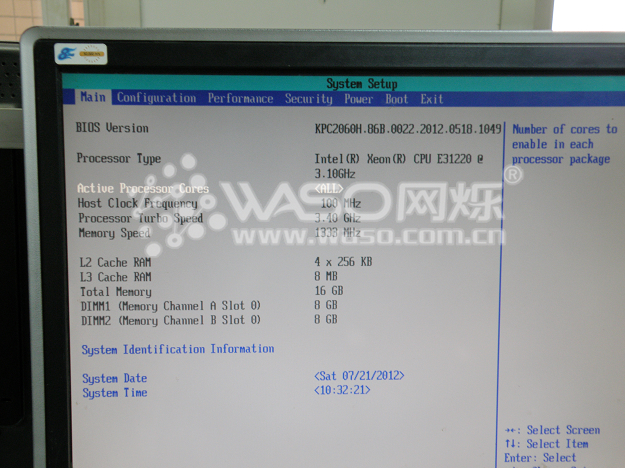 System Setup
Main Configuration Performance Security Power Boot Exit
BIOS Version KPC2060H.86B.0022.2012.0518.1049
Processor Type Intel(R) Xeon(R) CPU E31220 @
3.10GHz
Active Processor Cores <ALL>
Host Clock Frequency 100 MHz
Processor Turbo Speed 3.40 GHz
Memory Speed 1333 MHz
L2 Cache RAM 4 x 256 KB
L3 Cache RAM 8 MB
Total Memory 16 GB
DIMM1 (Memory Channel A Slot 0) 8 GB
DIMM2 (Memory Channel B Slot 0) 8 GB
System Identification Information
System Date <Sat 07/21/2012>
System Time <10:32:21>
Number of cores to
enable in each
processor package
→←: Select Screen
↑↓: Select Item
Enter: Select
WASO网烁®
www.waso.com.cn